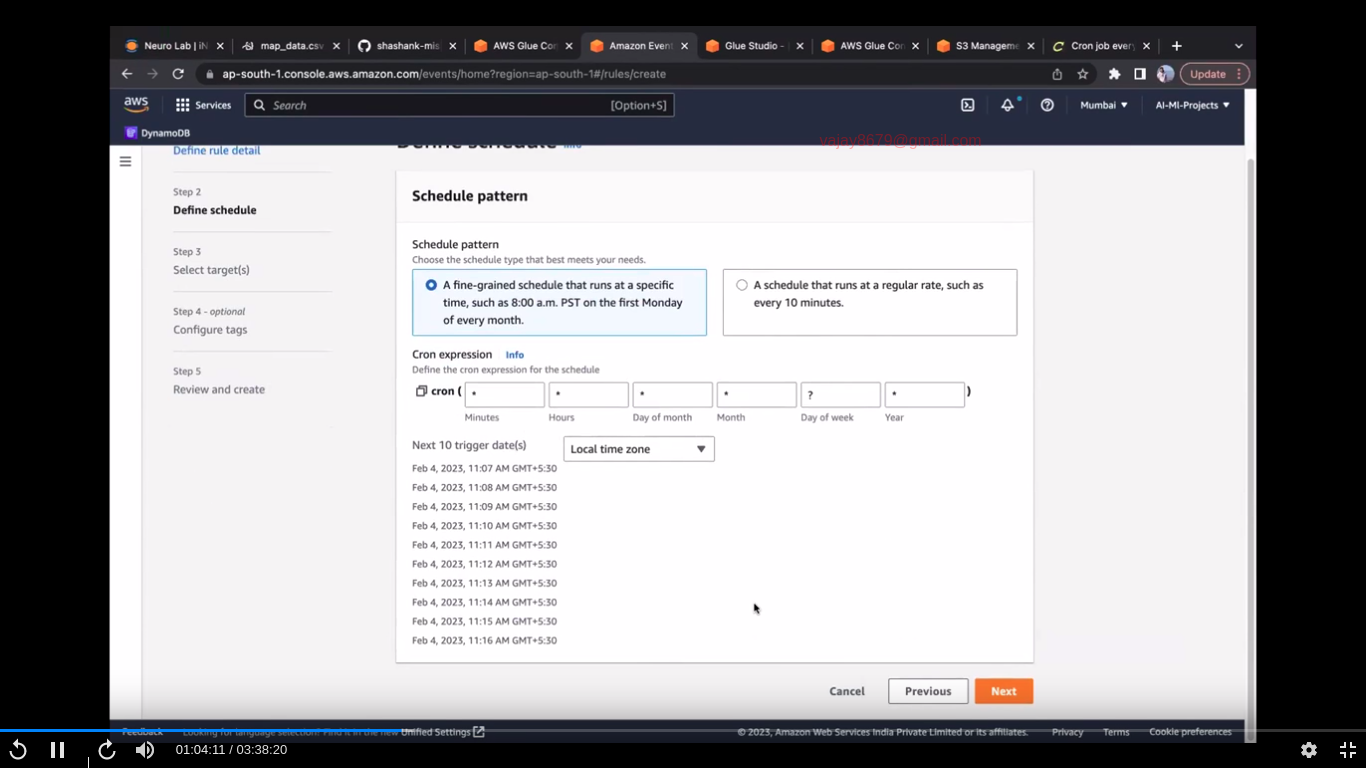 Neuro Lab | iN
map_data.csv
shashank-mis
AWS Glue Con
Amazon Even
Glue Studio -
AWS Glue Con
S3 Manageme
Cron job every
ap-south-1.console.aws.amazon.com/events/home?region=ap-south-1#/rules/create
Update
aws
Services
Search
[Option+S]
Mumbai
AI-MI-Projects
DynamoDB
vajay8679@gmail.com
Define rule detail
Define schedule Info
Step 2
Define schedule
Step 3
Select target(s)
Step 4 - optional
Configure tags
Step 5
Review and create
Schedule pattern
Schedule pattern
Choose the schedule type that best meets your needs.
A fine-grained schedule that runs at a specific
time, such as 8:00 a.m. PST on the first Monday
of every month.
A schedule that runs at a regular rate, such as
every 10 minutes.
Cron expression Info
Define the cron expression for the schedule
cron ( * * * * ? * )
Minutes Hours Day of month Month Day of week Year
Next 10 trigger date(s)
Local time zone
Feb 4, 2023, 11:07 AM GMT+5:30
Feb 4, 2023, 11:08 AM GMT+5:30
Feb 4, 2023, 11:09 AM GMT+5:30
Feb 4, 2023, 11:10 AM GMT+5:30
Feb 4, 2023, 11:11 AM GMT+5:30
Feb 4, 2023, 11:12 AM GMT+5:30
Feb 4, 2023, 11:13 AM GMT+5:30
Feb 4, 2023, 11:14 AM GMT+5:30
Feb 4, 2023, 11:15 AM GMT+5:30
Feb 4, 2023, 11:16 AM GMT+5:30
Cancel
Previous
Next
Feedback
Looking for language selection? Find it in the new Unified Settings
© 2023, Amazon Web Services India Private Limited or its affiliates.
Privacy
Terms
Cookie preferences
01:04:11 / 03:38:20